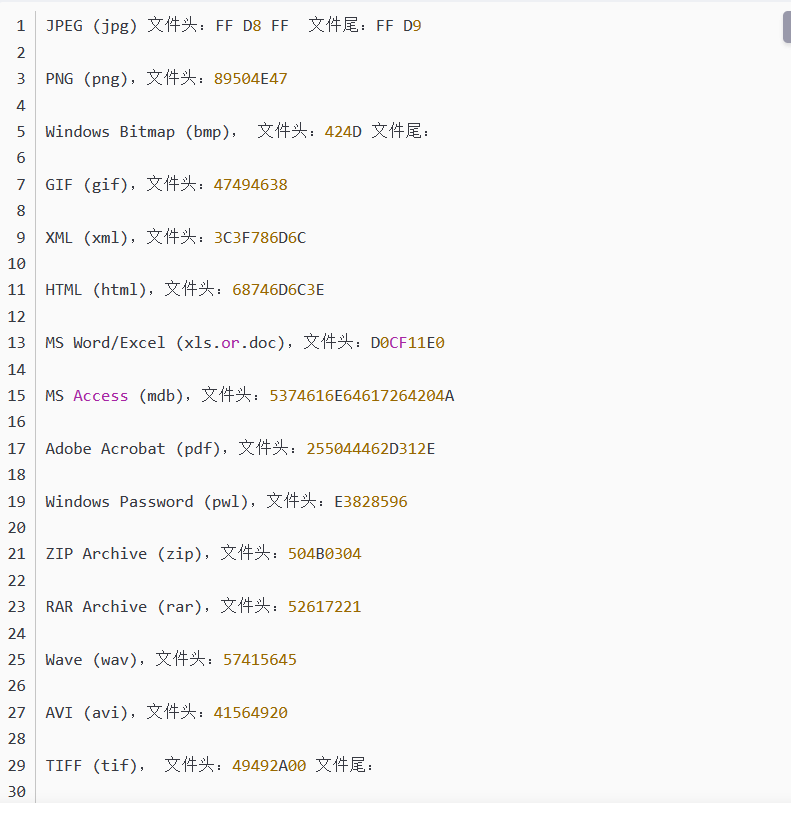 1 JPEG (jpg) 文件头：FF D8 FF  文件尾：FF D9
2
3 PNG (png)，文件头：89504E47
4
5 Windows Bitmap (bmp)， 文件头：424D 文件尾：
6
7 GIF (gif)，文件头：47494638
8
9 XML (xml)，文件头：3C3F786D6C
10
11 HTML (html)，文件头：68746D6C3E
12
13 MS Word/Excel (xls.or.doc)，文件头：D0CF11E0
14
15 MS Access (mdb)，文件头：5374616E64617264204A
16
17 Adobe Acrobat (pdf)，文件头：255044462D312E
18
19 Windows Password (pwl)，文件头：E3828596
20
21 ZIP Archive (zip)，文件头：504B0304
22
23 RAR Archive (rar)，文件头：52617221
24
25 Wave (wav)，文件头：57415645
26
27 AVI (avi)，文件头：41564920
28
29 TIFF (tif)， 文件头：49492A00 文件尾：
30